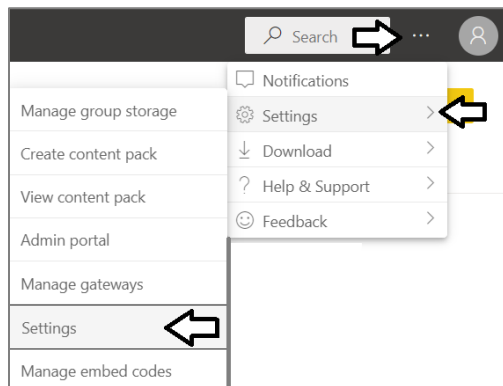 Search
Notifications
Settings
Download
Help & Support
Feedback
Manage group storage
Create content pack
View content pack
Admin portal
Manage gateways
Settings
Manage embed codes